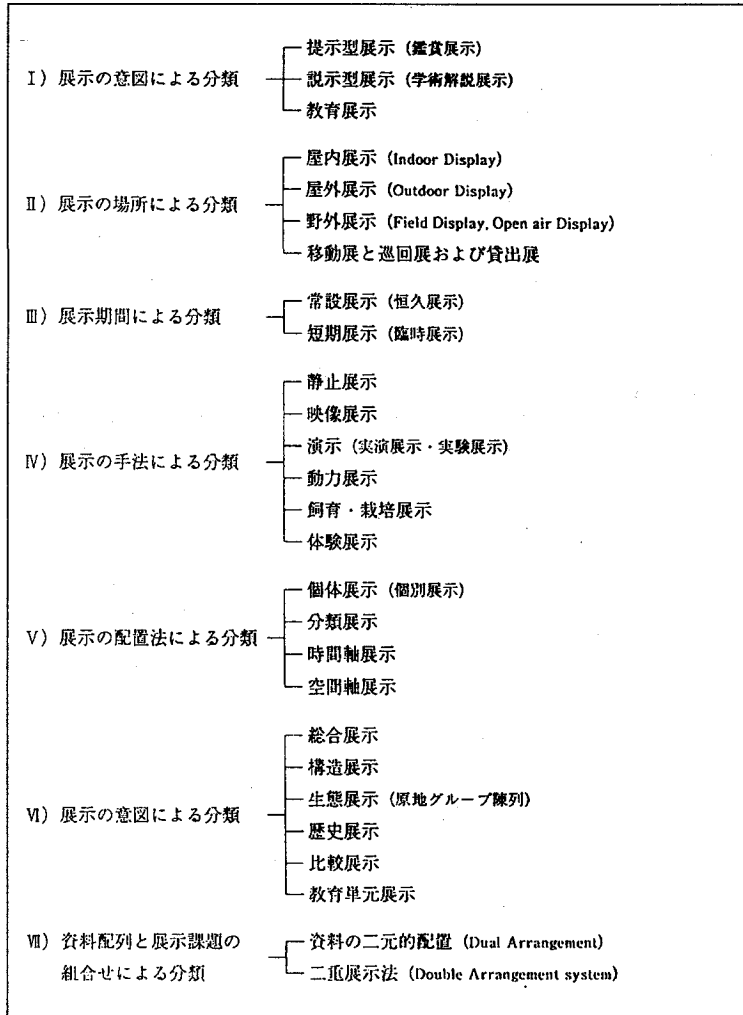 提示型展示 (鑑賞展示)
Ⅰ) 展示の意図による分類
説示型展示 (学術解説展示)
教育展示
屋内展示 (Indoor Display)
屋外展示 (Outdoor Display)
Ⅱ) 展示の場所による分類
野外展示 (Field Display, Open air Display)
移動展と巡回展および貸出展
常設展示 (恒久展示)
Ⅲ) 展示期間による分類
短期展示 (臨時展示)
静止展示
映像展示
演示 (実演展示・実験展示)
Ⅳ) 展示の手法による分類
動力展示
飼育・栽培展示
体験展示
個体展示 (個別展示)
分類展示
Ⅴ) 展示の配置法による分類
時間軸展示
空間軸展示
総合展示
構造展示
生態展示 (原地グループ陳列)
Ⅵ) 展示の意図による分類
歴史展示
比較展示
教育単元展示
Ⅶ) 資料配列と展示課題の
組合せによる分類
資料の二元的配置 (Dual Arrangement)
二重展示法 (Double Arrangement system)